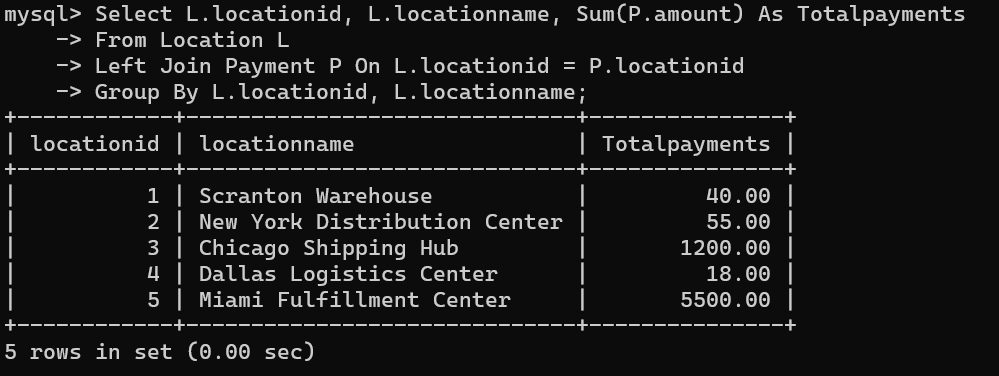 mysql> Select L.locationid, L.locationname, Sum(P.amount) As Totalpayments
    -> From Location L
    -> Left Join Payment P On L.locationid = P.locationid
    -> Group By L.locationid, L.locationname;
+------------+--------------------------+---------------+
| locationid | locationname                 | Totalpayments |
+------------+--------------------------+---------------+
|          1 | Scranton Warehouse           |         40.00 |
|          2 | New York Distribution Center |         55.00 |
|          3 | Chicago Shipping Hub         |       1200.00 |
|          4 | Dallas Logistics Center      |         18.00 |
|          5 | Miami Fulfillment Center     |       5500.00 |
+------------+--------------------------+---------------+
5 rows in set (0.00 sec)